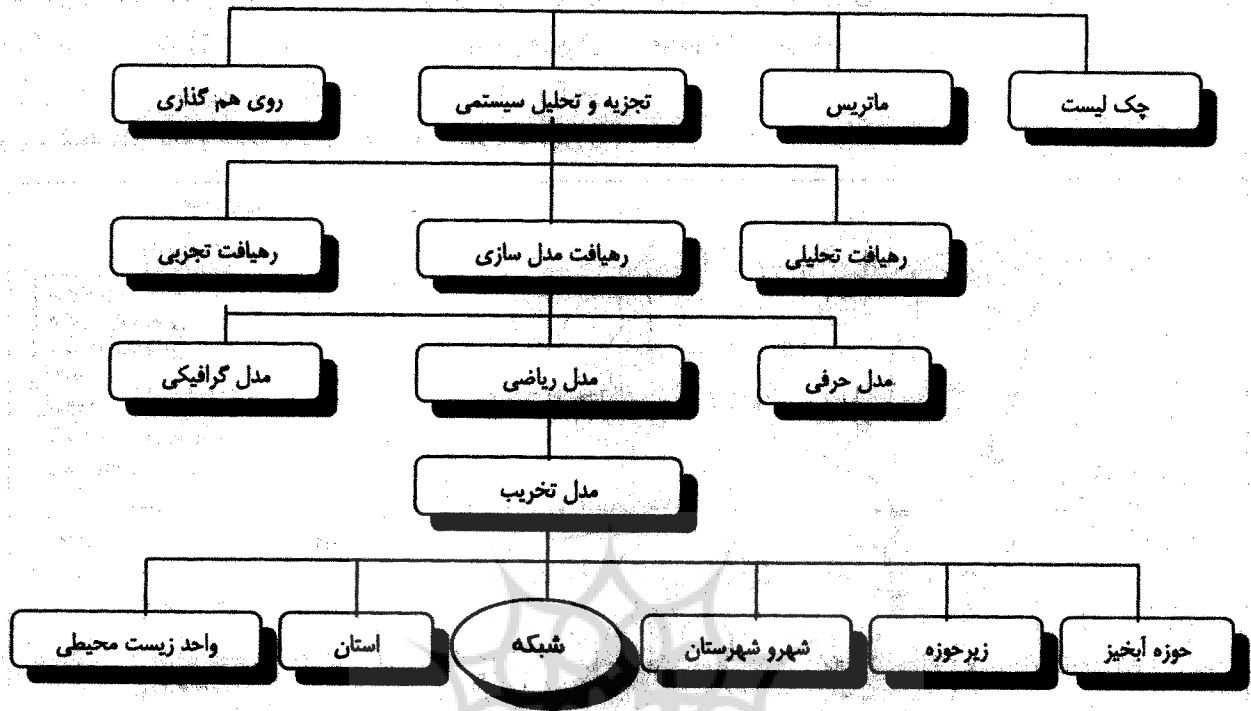 چک لیست
ماتریس
تجزیه و تحلیل سیستمی
روی هم گذاری
رهیافت تحلیلی
رهیافت مدل سازی
رهیافت تجربی
مدل حرفی
مدل ریاضی
مدل گرافیکی
مدل تخریب
حوزه آبخیز
زیرحوزه
شهرو شهرستان
شبکه
استان
واحد زیست محیطی